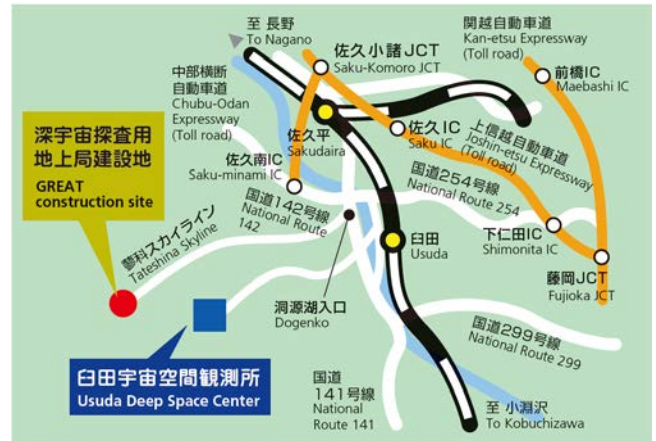 至 長野
To Nagano
佐久小諸JCT
Saku-Komoro JCT
関越自動車道
Kan-etsu Expressway
(Toll road)
前橋IC
Maebashi IC
中部横断
自動車道
Chubu-Odan
Expressway
(Toll road)
深宇宙探査用
地上局建設地
GREAT
construction site
佐久平
Sakudaira
佐久IC
Saku IC
上信越自動車道
Joshin-etsu Expressway
(Toll road)
佐久南IC
Saku-minami IC
国道254号線
National Route 254
国道142号線
National Route
142
臼田
Usuda
下仁田IC
Shimonita IC
藤岡JCT
Fujioka JCT
蓼科スカイライン
Tateshina Skyline
洞源湖入口
Dogenko
国道299号線
National Route 299
臼田宇宙空間観測所
Usuda Deep Space Center
国道
141号線
National
Route 141
至 小淵沢
To Kobuchizawa